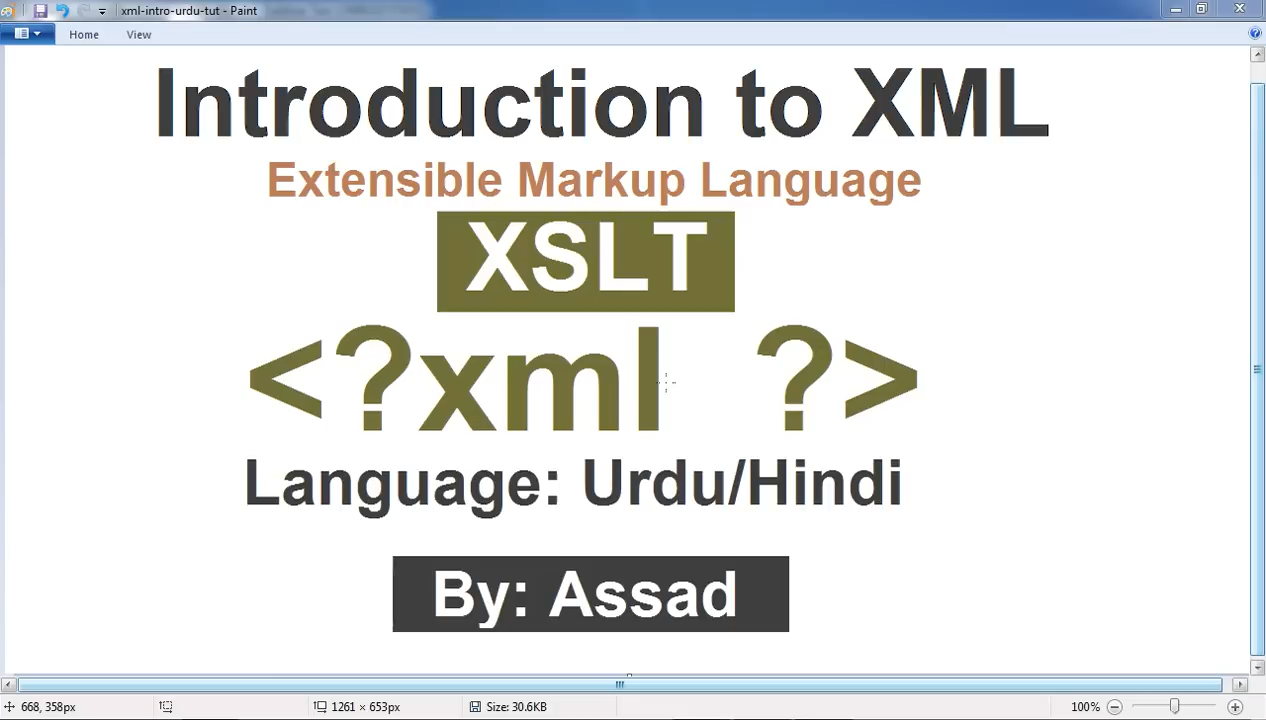 xml-intro-urdu-tut - Paint
Home View
Introduction to XML
Extensible Markup Language
XSLT
<?xml ?>
Language: Urdu/Hindi
By: Assad
668, 358px 1261 × 653px Size: 30.6KB 100%